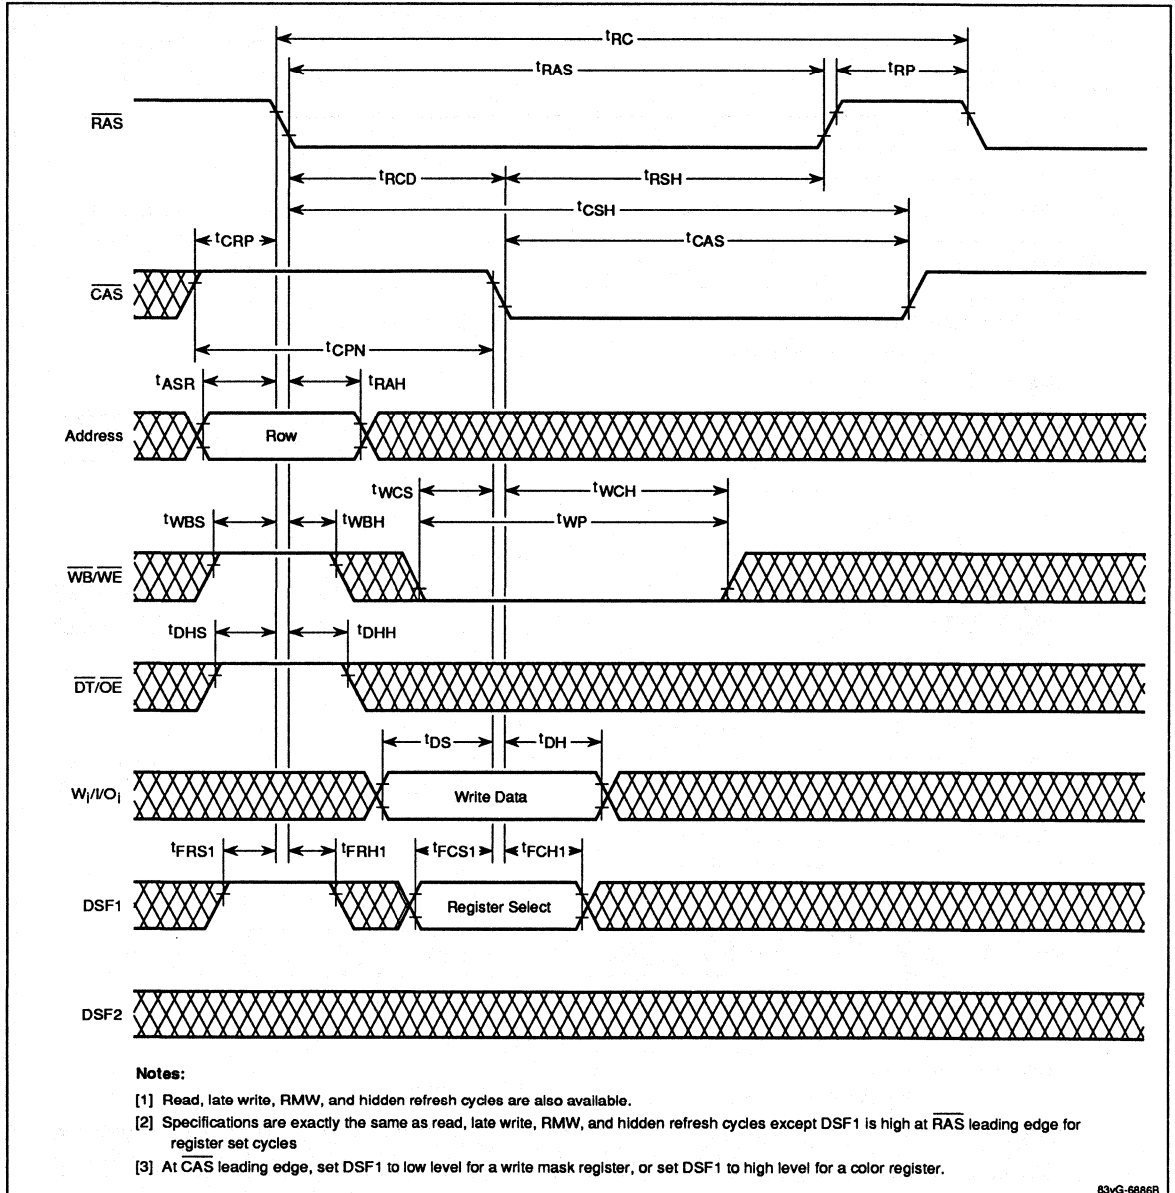 tRC
tRAS
tRP
RAS
tRCD
tRSH
tCSH
tCRP
tCAS
CAS
tCPN
tASR
tRAH
Address
Row
tWCS
tWCH
tWBS
tWBH
tWP
WB/WE
tDHS
tDHH
DT/OE
tDS
tDH
Wi/I/Oi
Write Data
tFRS1
tFRH1
tFCS1
tFCH1
DSF1
Register Select
DSF2
Notes:
[1] Read, late write, RMW, and hidden refresh cycles are also available.
[2] Specifications are exactly the same as read, late write, RMW, and hidden refresh cycles except DSF1 is high at RAS leading edge for
register set cycles
[3] At CAS leading edge, set DSF1 to low level for a write mask register, or set DSF1 to high level for a color register.
83vG-6886B